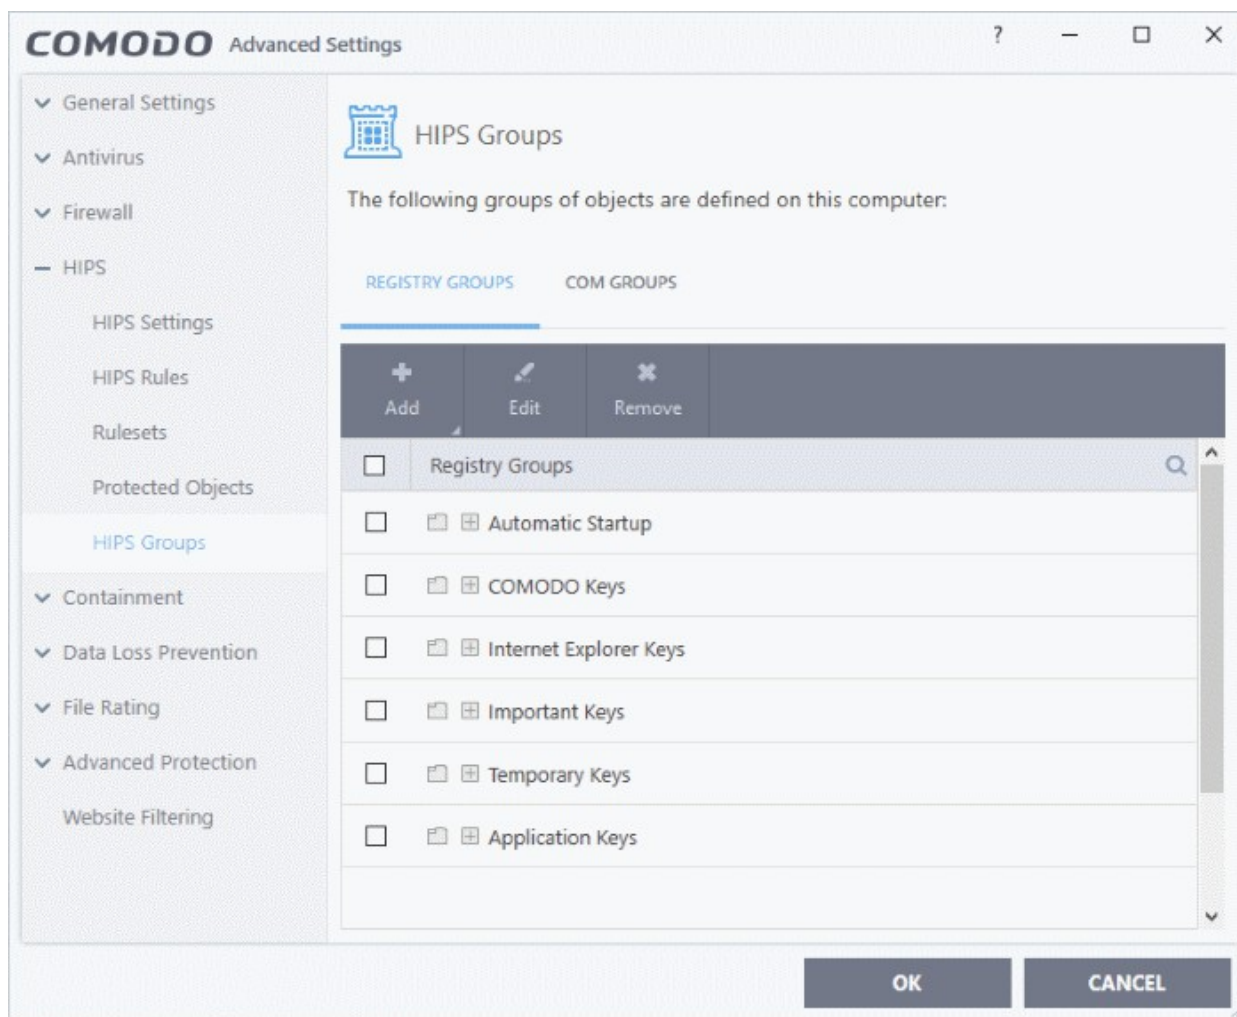 COMODO Advanced Settings ?
General Settings
Antivirus
Firewall
HIPS
HIPS Settings
HIPS Rules
Rulesets
Protected Objects
HIPS Groups
Containment
Data Loss Prevention
File Rating
Advanced Protection
Website Filtering
HIPS Groups
The following groups of objects are defined on this computer:
REGISTRY GROUPS COM GROUPS
Add Edit Remove
Registry Groups
Automatic Startup
COMODO Keys
Internet Explorer Keys
Important Keys
Temporary Keys
Application Keys
OK CANCEL